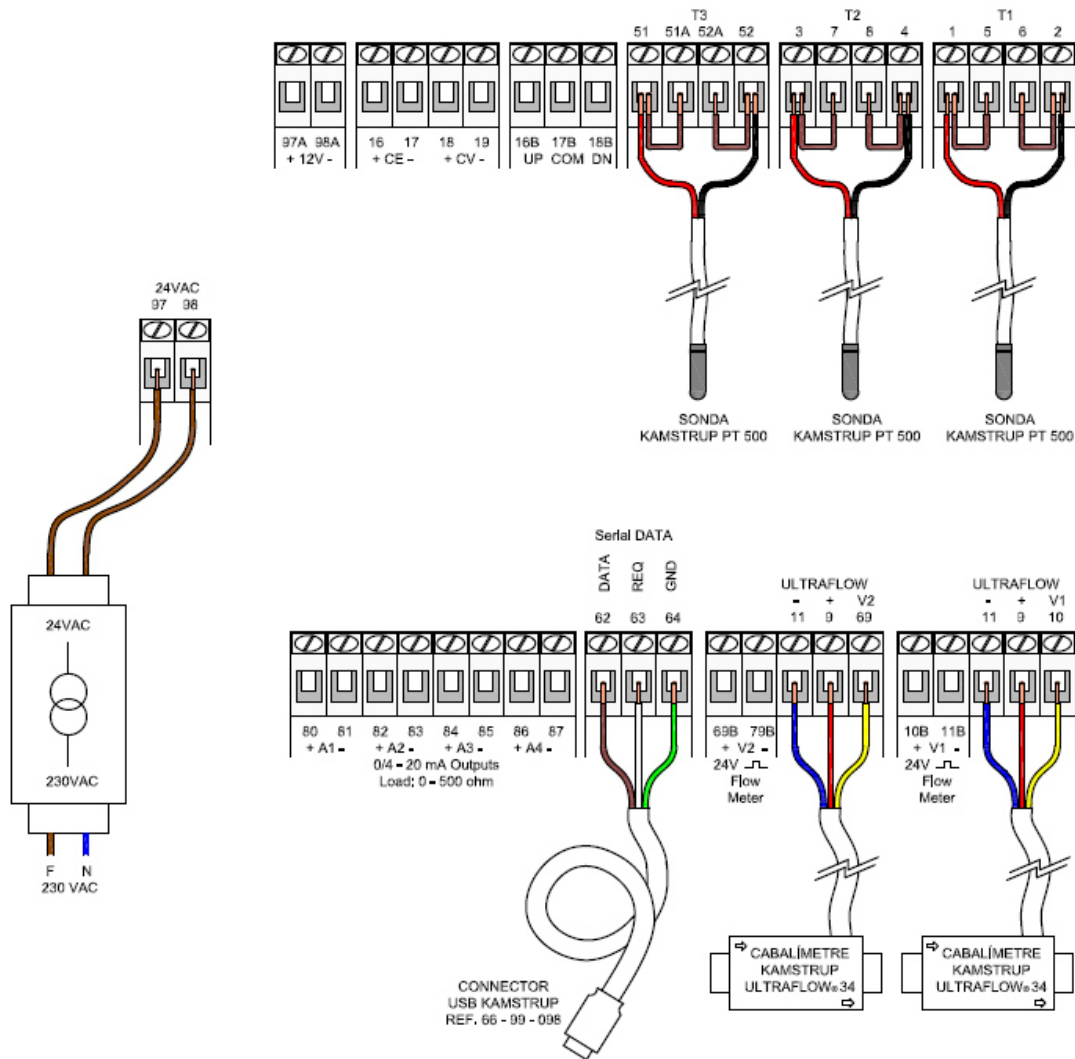 T3 T2 T1
51 51A 52A 52 3 7 8 4 1 5 6 2
97A 98A 16 17 18 19 16B 17B 18B
+ 12V - + CE - + CV - UP COM DN
24VAC
97 98
SONDA
KAMSTRUP PT 500
SONDA
KAMSTRUP PT 500
SONDA
KAMSTRUP PT 500
24VAC
230VAC
F N
230 VAC
Serial DATA
DATA REQ GND
62 63 64
ULTRAFLOW
- + V2
11 9 69
ULTRAFLOW
- + V1
11 9 10
80 81 82 83 84 85 86 87
+ A1 - + A2 - + A3 - + A4 -
0/4 - 20 mA Outputs
Load: 0 - 500 ohm
69B 79B
+ V2 -
24V
Flow
Meter
10B 11B
+ V1 -
24V
Flow
Meter
CONNECTOR
USB KAMSTRUP
REF. 66 - 99 - 098
CABALÍMETRE
KAMSTRUP
ULTRAFLOW® 34
CABALÍMETRE
KAMSTRUP
ULTRAFLOW® 34